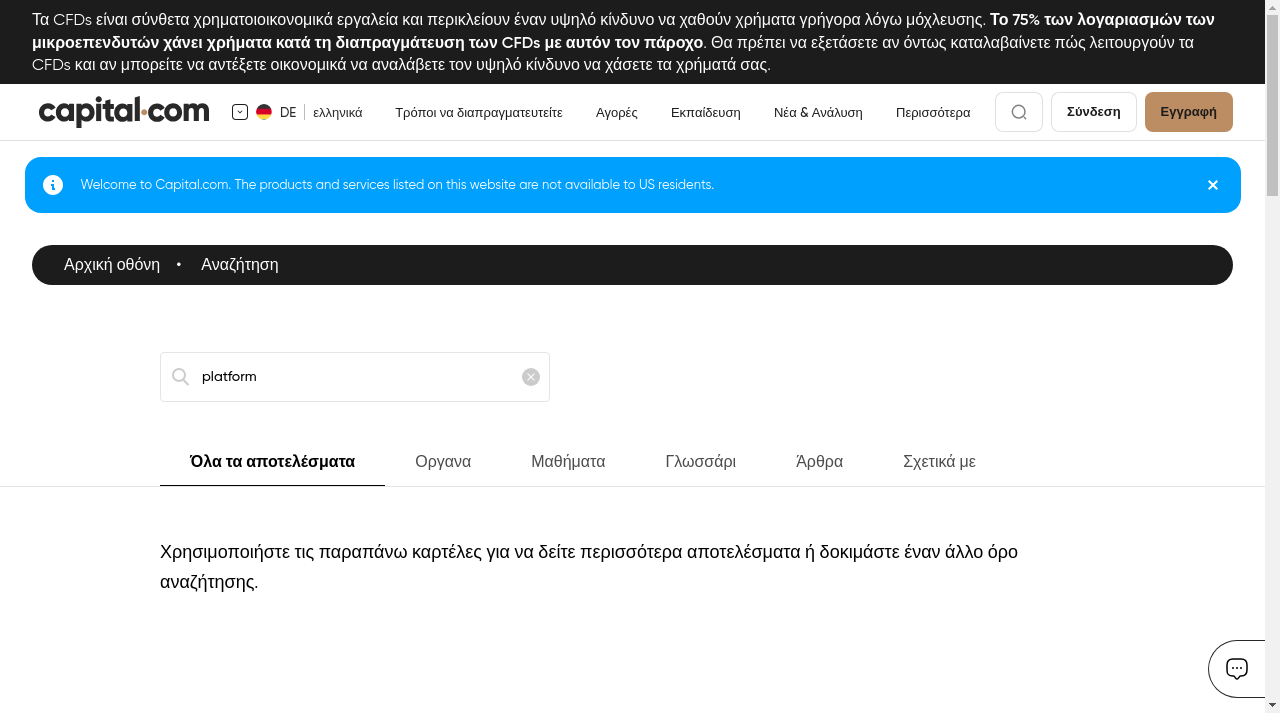 Τα CFDs είναι σύνθετα χρηματοιοικονομικά εργαλεία και περικλείουν έναν υψηλό κίνδυνο να χαθούν χρήματα γρήγορα λόγω μόχλευσης. Το 75% των λογαριασμών των
μικροεπενδυτών χάνει χρήματα κατά τη διαπραγμάτευση των CFDs με αυτόν τον πάροχο. Θα πρέπει να εξετάσετε αν όντως καταλαβαίνετε πώς λειτουργούν τα
CFDs και αν μπορείτε να αντέξετε οικονομικά να αναλάβετε τον υψηλό κίνδυνο να χάσετε τα χρήματά σας.
capital.com DE ελληνικά Τρόποι να διαπραγματευτείτε Αγορές Εκπαίδευση Νέα & Ανάλυση Περισσότερα Σύνδεση Εγγραφή
Welcome to Capital.com. The products and services listed on this website are not available to US residents.
Αρχική οθόνη • Αναζήτηση
platform
Όλα τα αποτελέσματα Οργανα Μαθήματα Γλωσσάρι Άρθρα Σχετικά με
Χρησιμοποιήστε τις παραπάνω καρτέλες για να δείτε περισσότερα αποτελέσματα ή δοκιμάστε έναν άλλο όρο
αναζήτησης.